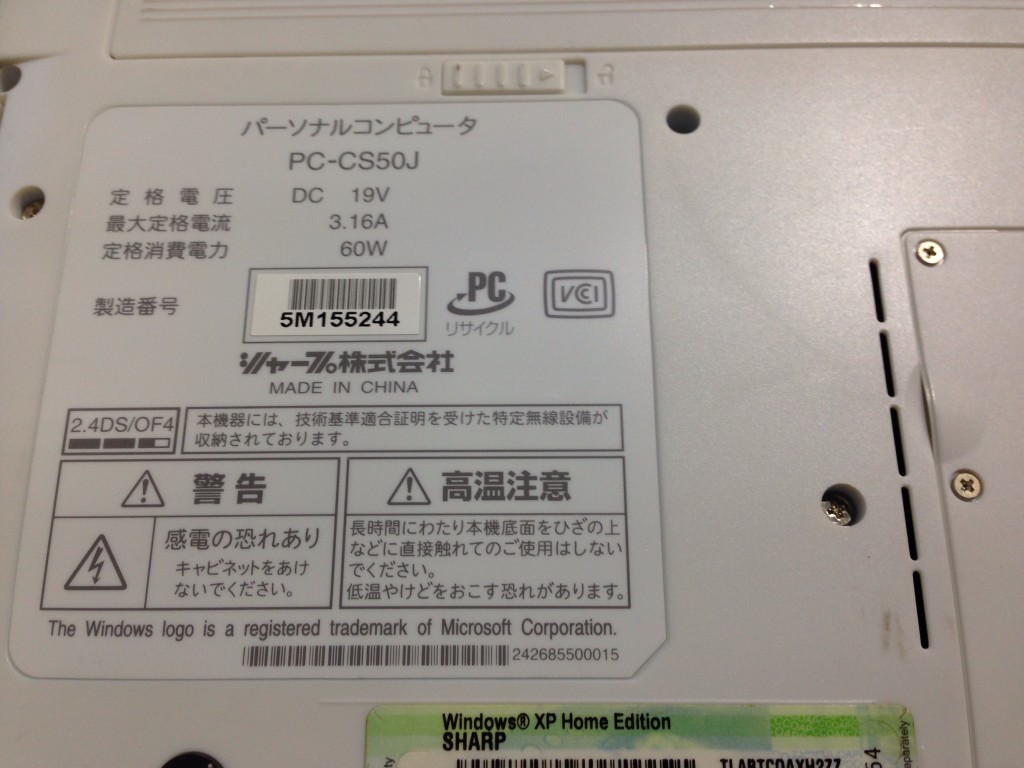 パーソナルコンピュータ
PC-CS50J
定格電圧 DC 19V
最大定格電流 3.16A
定格消費電力 60W
製造番号 5M155244
PC
リサイクル
VCCI
シャープ株式会社
MADE IN CHINA
2.4DS/OF4
本機器には、技術基準適合証明を受けた特定無線設備が
収納されております。
警告
感電の恐れあり
キャビネットをあけ
ないでください。
高温注意
長時間にわたり本機底面をひざの上
などに直接触れてのご使用はしない
でください。
低温やけどをおこす恐れがあります。
The Windows logo is a registered trademark of Microsoft Corporation.
242685500015
Windows® XP Home Edition
SHARP